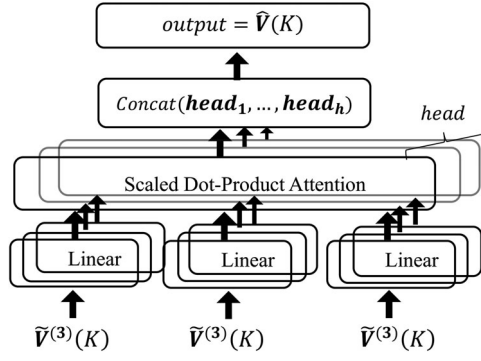 output = V̂(K)
Concat(head₁, ..., headₕ)
head
Scaled Dot-Product Attention
Linear Linear Linear
Ṽ⁽³⁾(K) Ṽ⁽³⁾(K) Ṽ⁽³⁾(K)